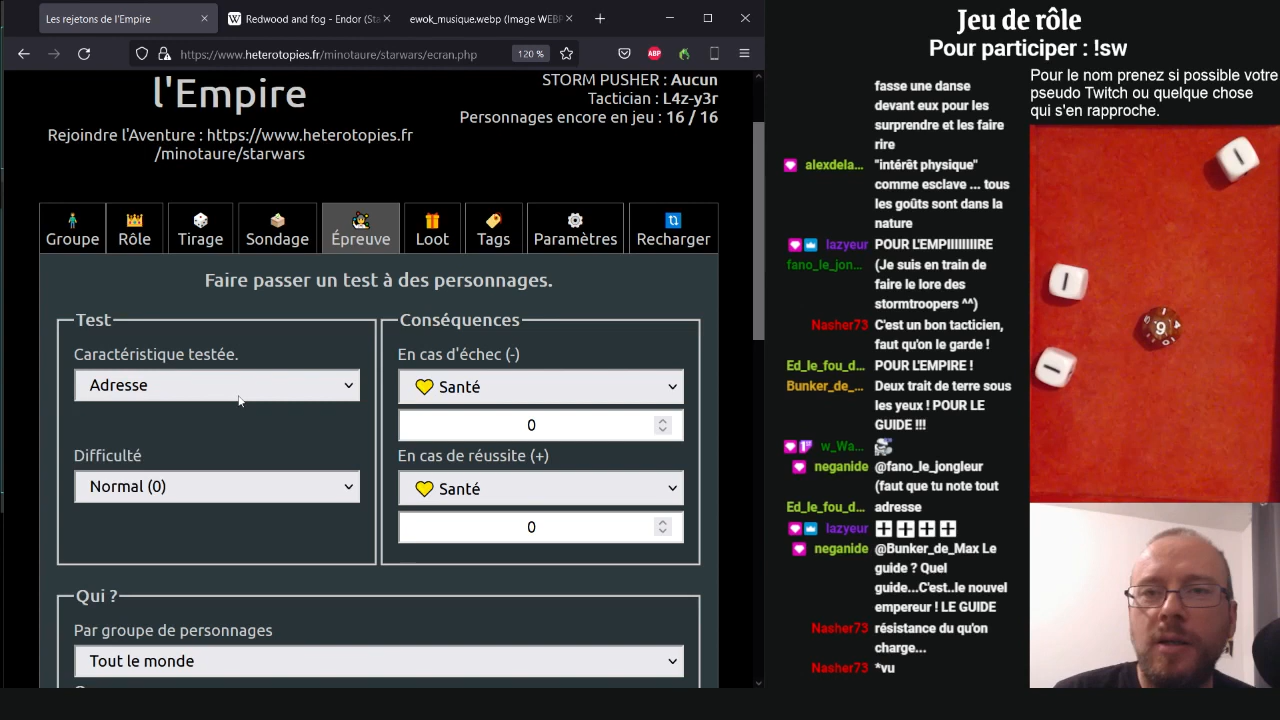 Les rejetons de l'Empire
Redwood and fog - Endor (Sta
ewok_musique.webp (Image WEBP
https://www.heterotopies.fr/minotaure/starwars/ecran.php
120 %
ABP
l'Empire
Rejoindre l'Aventure : https://www.heterotopies.fr
/minotaure/starwars
STORM PUSHER : Aucun
Tactician : L4z-y3r
Personnages encore en jeu : 16 / 16
Groupe
Rôle
Tirage
Sondage
Épreuve
Loot
Tags
Paramètres
Recharger
Faire passer un test à des personnages.
Test
Caractéristique testée.
Adresse
Difficulté
Normal (0)
Conséquences
En cas d'échec (-)
Santé
0
En cas de réussite (+)
Santé
0
Qui ?
Par groupe de personnages
Tout le monde
fasse une danse
devant eux pour les
surprendre et les faire
rire
alexdela... "intérêt physique"
comme esclave ... tous
les goûts sont dans la
nature
lazyeur POUR L'EMPIIIIIIIIRE
fano_le_jon... (Je suis en train de
faire le lore des
stormtroopers ^^)
Nasher73 C'est un bon tacticien,
faut qu'on le garde !
Ed_le_fou_d... POUR L'EMPIRE !
Bunker_de_... Deux trait de terre sous
les yeux ! POUR LE
GUIDE !!!
w_Wa...
neganide @fano_le_jongleur
(faut que tu note tout
Ed_le_fou_d... adresse
lazyeur
neganide @Bunker_de_Max Le
guide ? Quel
guide...C'est..le nouvel
empereur ! LE GUIDE
Nasher73 résistance du qu'on
charge...
Nasher73 *vu
Jeu de rôle
Pour participer : !sw
Pour le nom prenez si possible votre
pseudo Twitch ou quelque chose
qui s'en rapproche.
9